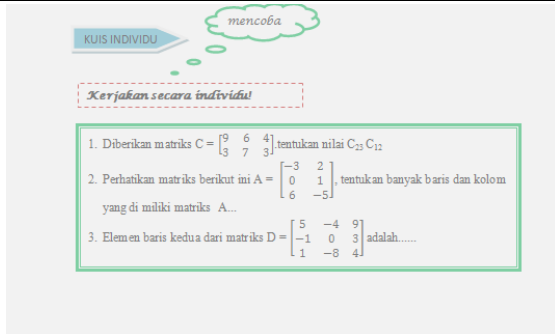 mencoba
KUIS INDIVIDU
Kerjakan secara individu!
1. Diberikan matriks C = [9 6 4; 3 7 3], tentukan nilai C₂₃ C₁₂
2. Perhatikan matriks berikut ini A = [−3 2; 0 1; 6 −5], tentukan banyak baris dan kolom
yang di miliki matriks A...
3. Elemen baris kedua dari matriks D = [5 −4 9; −1 0 3; 1 −8 4] adalah......